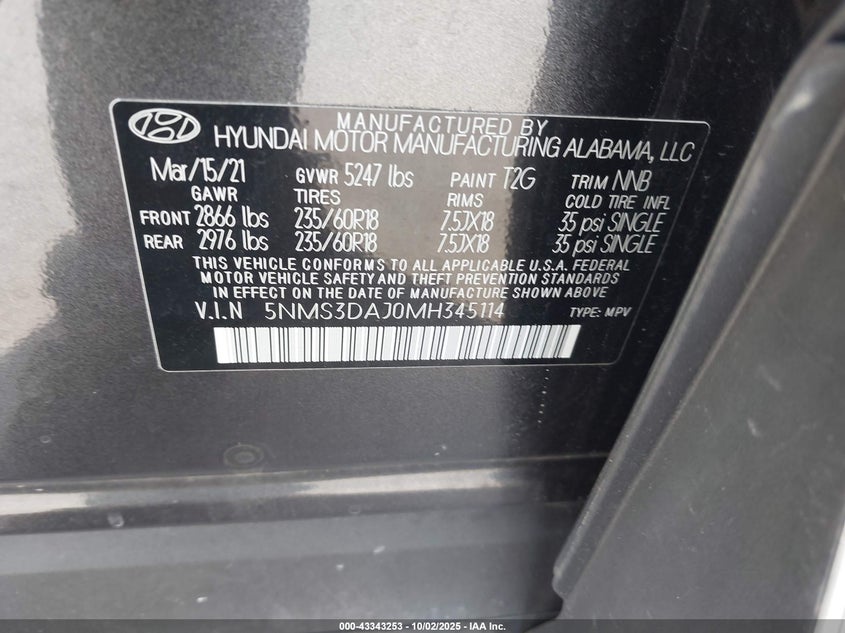 MANUFACTURED BY
HYUNDAI MOTOR MANUFACTURING ALABAMA, LLC
Mar/15/21 GVWR 5247 lbs PAINT T2G TRIM NNB
GAWR TIRES RIMS COLD TIRE INFL
FRONT 2866 lbs 235/60R18 7.5JX18 35 psi SINGLE
REAR 2976 lbs 235/60R18 7.5JX18 35 psi SINGLE
THIS VEHICLE CONFORMS TO ALL APPLICABLE U.S.A. FEDERAL
MOTOR VEHICLE SAFETY AND THEFT PREVENTION STANDARDS
IN EFFECT ON THE DATE OF MANUFACTURE SHOWN ABOVE.
V.I.N 5NMS3DAJ0MH345114 TYPE: MPV
000-43343253 - 10/02/2025 - IAA Inc.